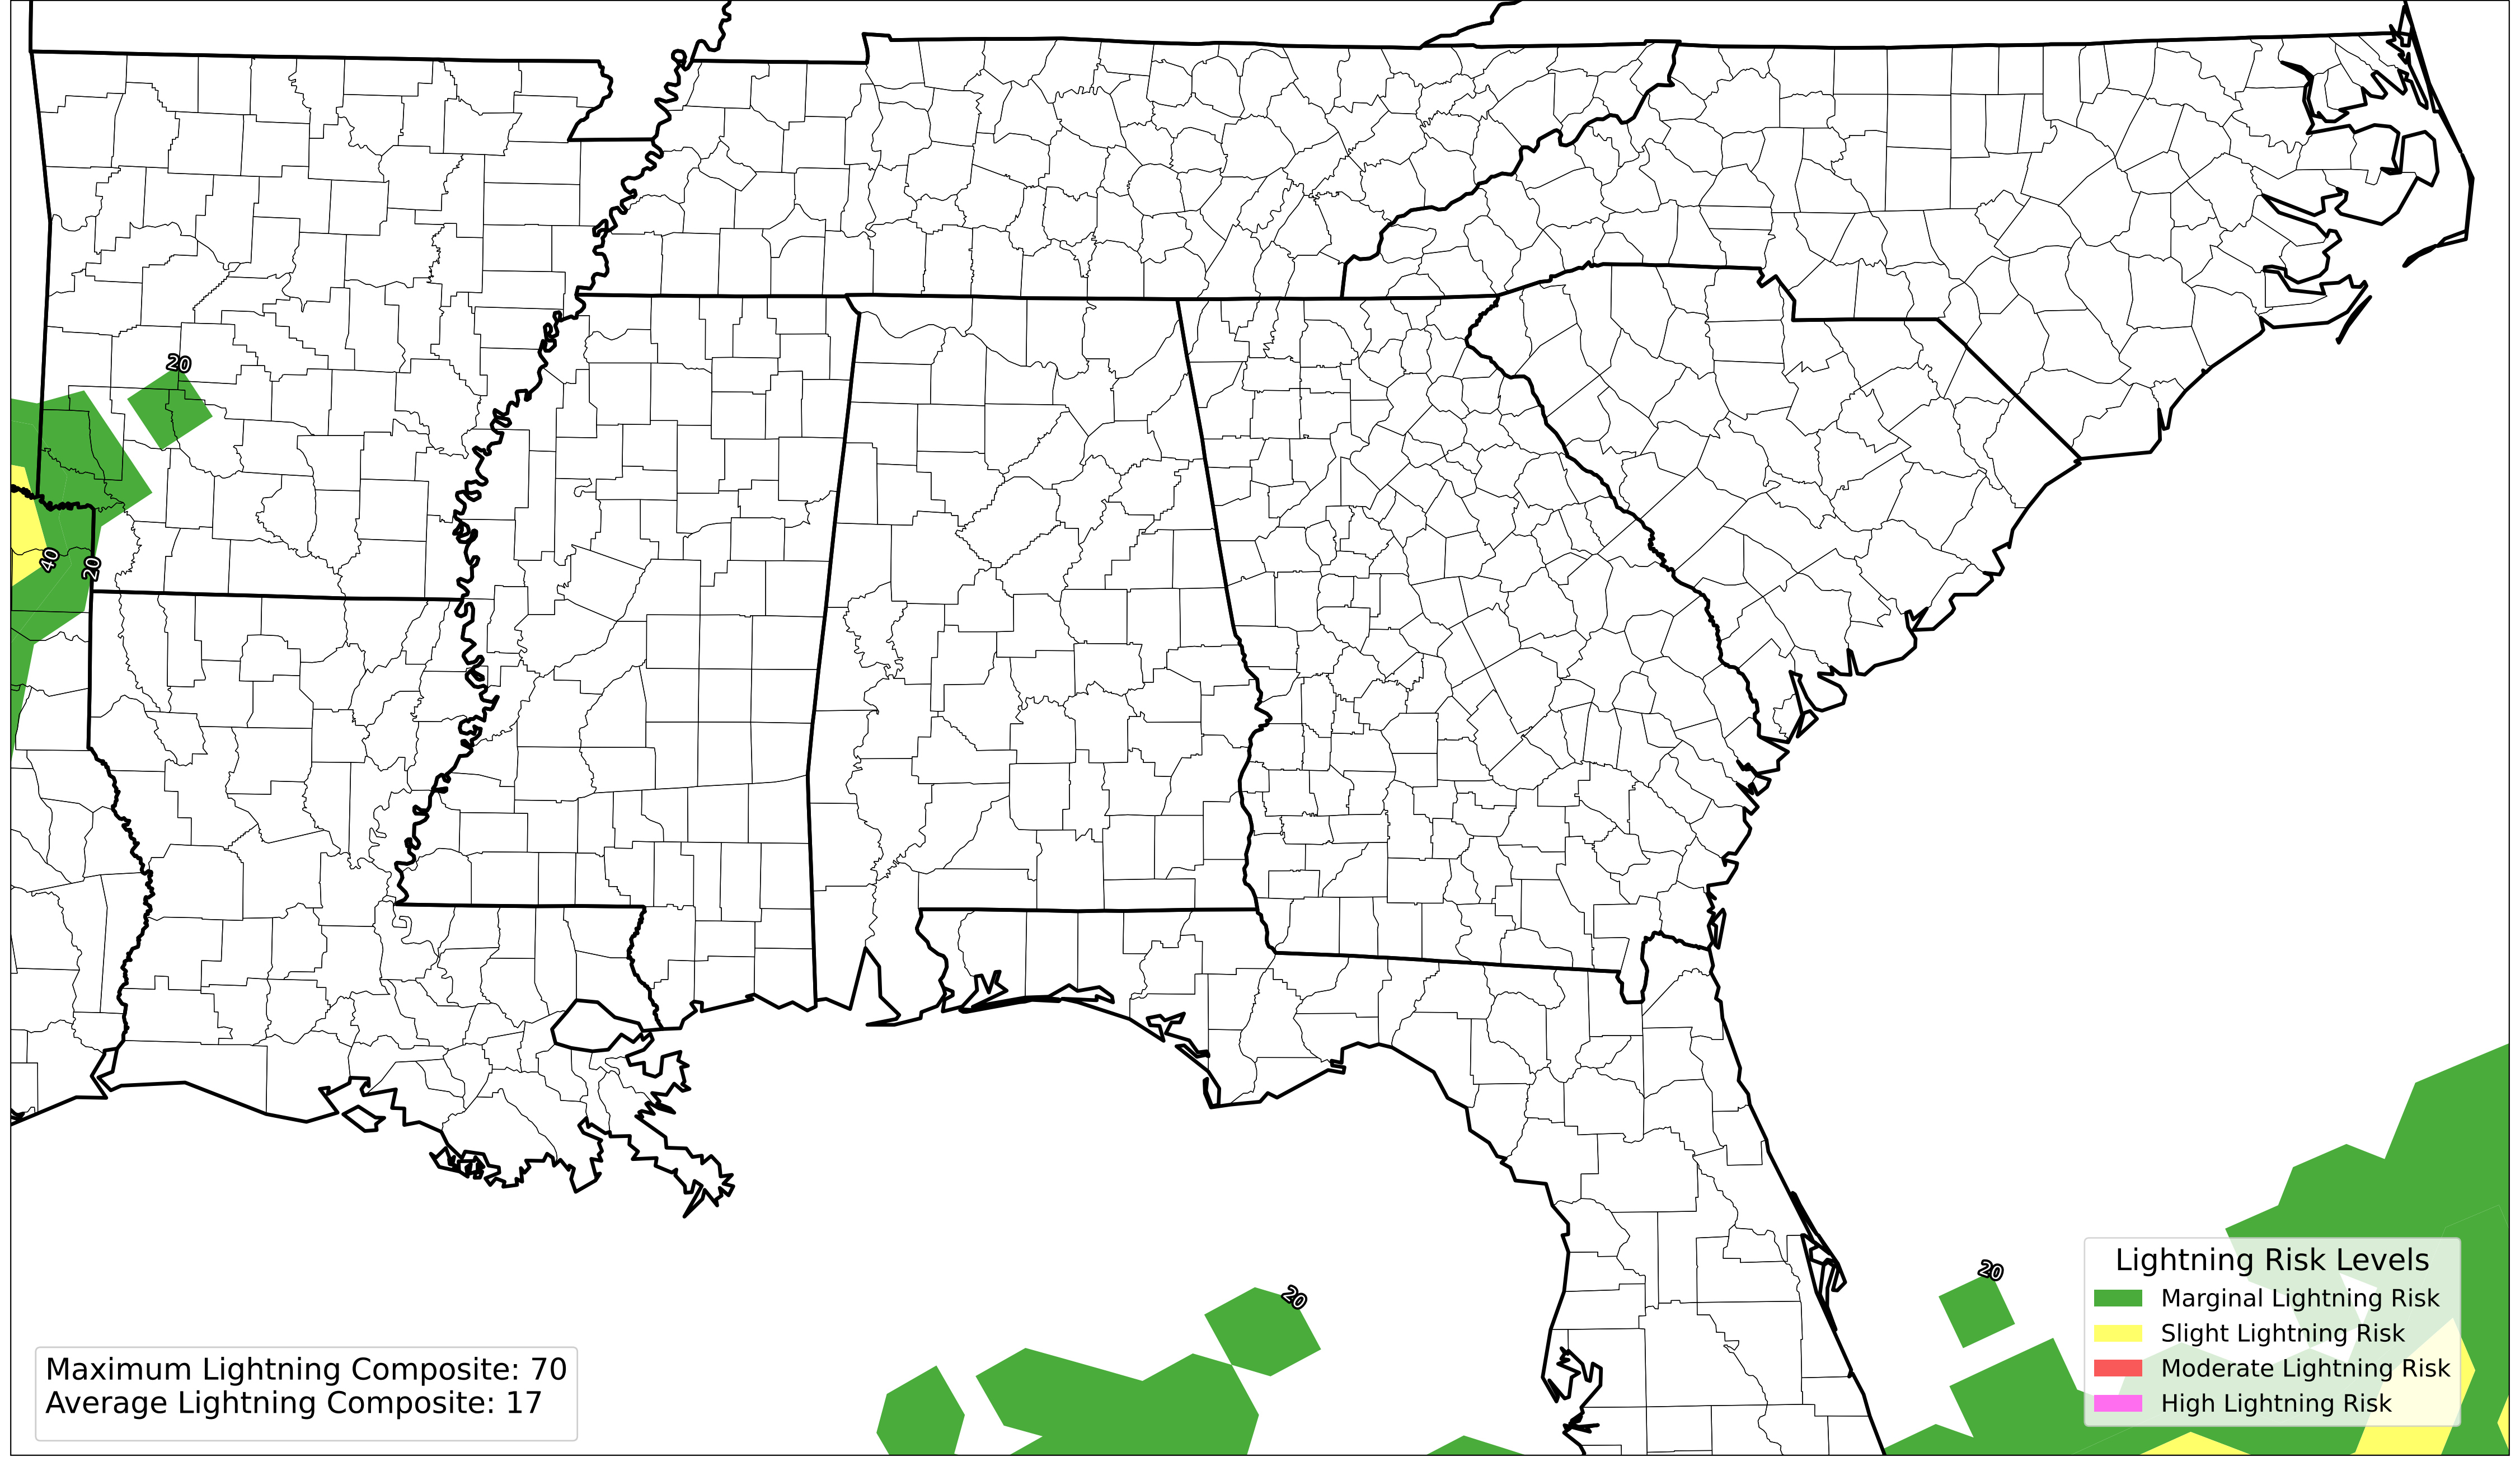 20
40
20
20
20
Lightning Risk Levels
Marginal Lightning Risk
Slight Lightning Risk
Moderate Lightning Risk
High Lightning Risk
Maximum Lightning Composite: 70
Average Lightning Composite: 17